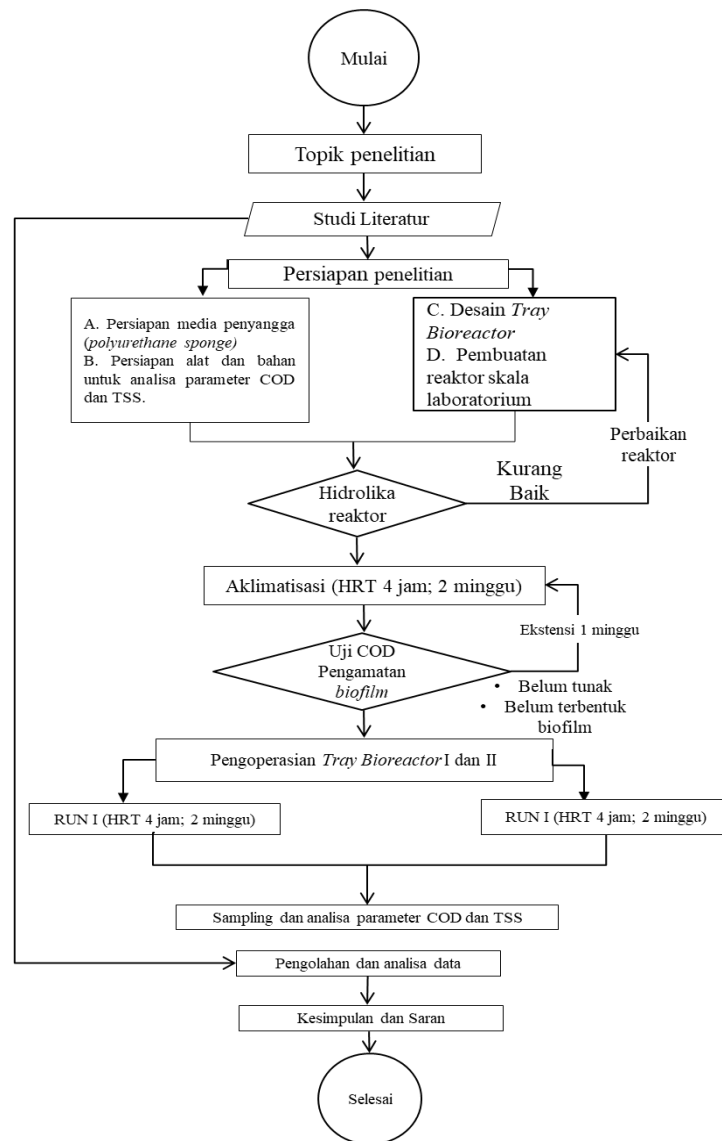 Mulai
Topik penelitian
Studi Literatur
Persiapan penelitian
A. Persiapan media penyangga
(polyurethane sponge)
B. Persiapan alat dan bahan
untuk analisa parameter COD
dan TSS.
C. Desain Tray
Bioreactor
D. Pembuatan
reaktor skala
laboratorium
Perbaikan
reaktor
Kurang
Baik
Hidrolika
reaktor
Aklimatisasi (HRT 4 jam; 2 minggu)
Ekstensi 1 minggu
Uji COD
Pengamatan
biofilm
• Belum tunak
• Belum terbentuk
biofilm
Pengoperasian Tray Bioreactor I dan II
RUN I (HRT 4 jam; 2 minggu)
RUN I (HRT 4 jam; 2 minggu)
Sampling dan analisa parameter COD dan TSS
Pengolahan dan analisa data
Kesimpulan dan Saran
Selesai